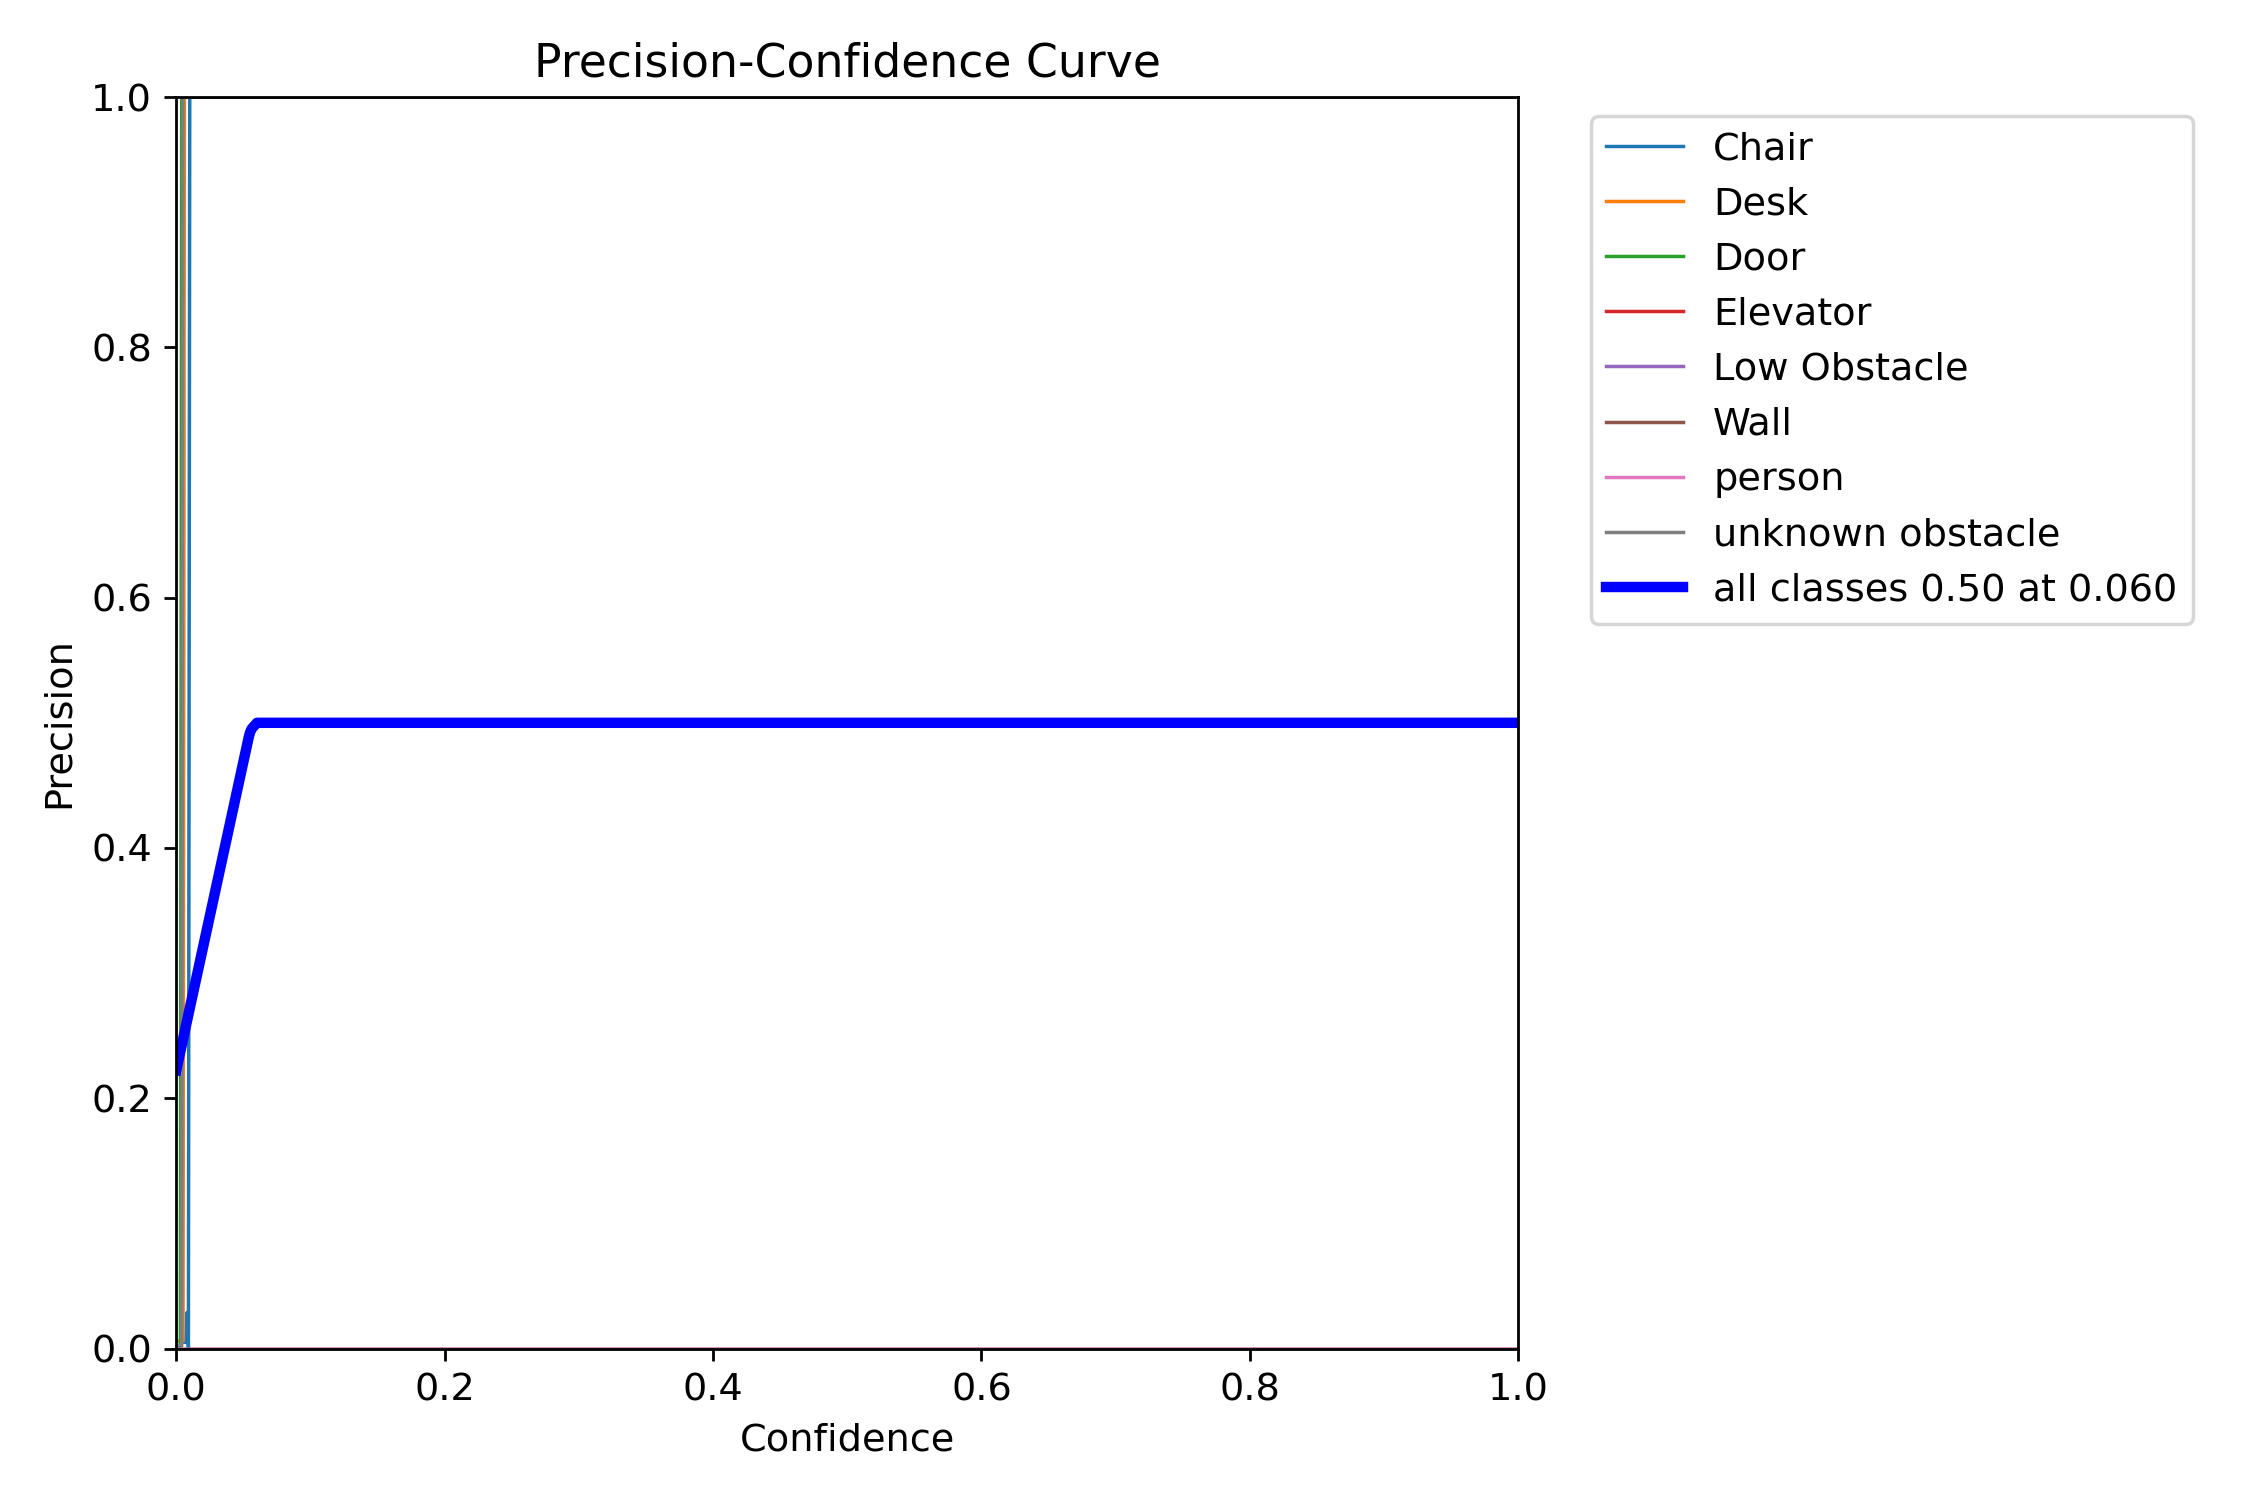 Precision-Confidence Curve
1.0
0.8
0.6
0.4
0.2
0.0
Precision
0.0 0.2 0.4 0.6 0.8 1.0
Confidence
Chair
Desk
Door
Elevator
Low Obstacle
Wall
person
unknown obstacle
all classes 0.50 at 0.060